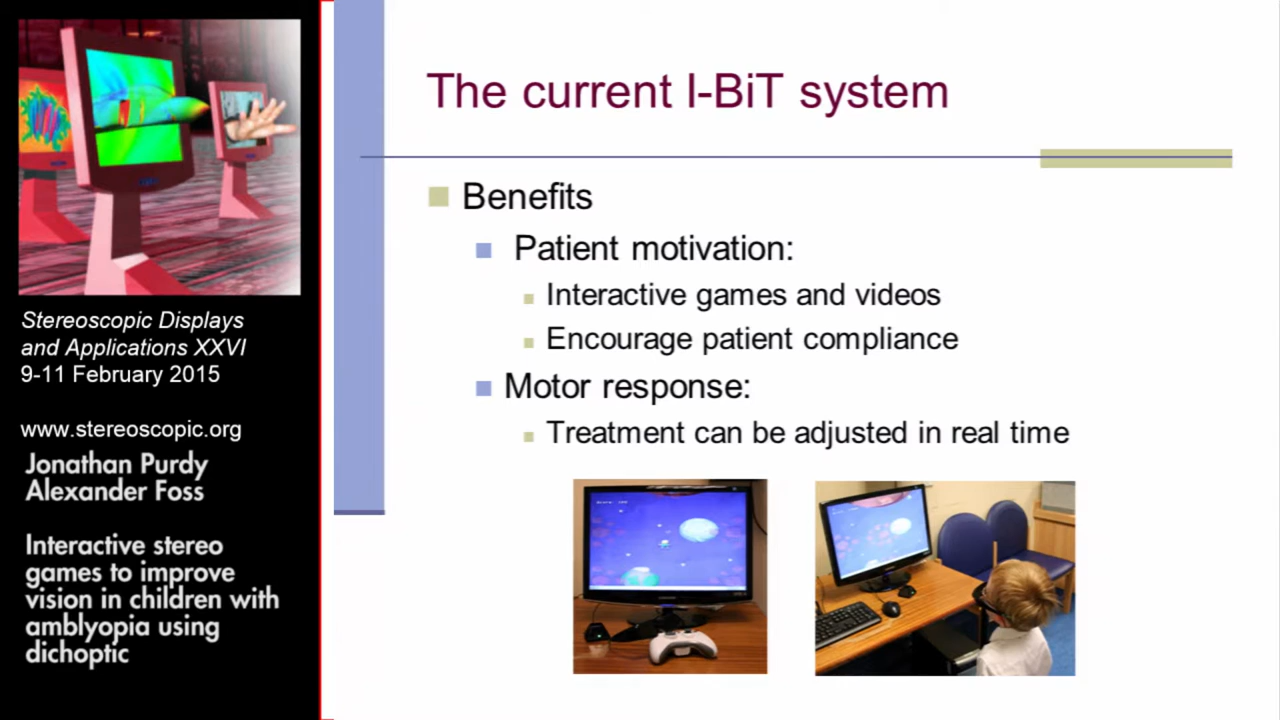 Stereoscopic Displays
and Applications XXVI
9-11 February 2015
www.stereoscopic.org
Jonathan Purdy
Alexander Foss
Interactive stereo
games to improve
vision in children with
amblyopia using
dichoptic
The current I-BiT system
Benefits
Patient motivation:
Interactive games and videos
Encourage patient compliance
Motor response:
Treatment can be adjusted in real time